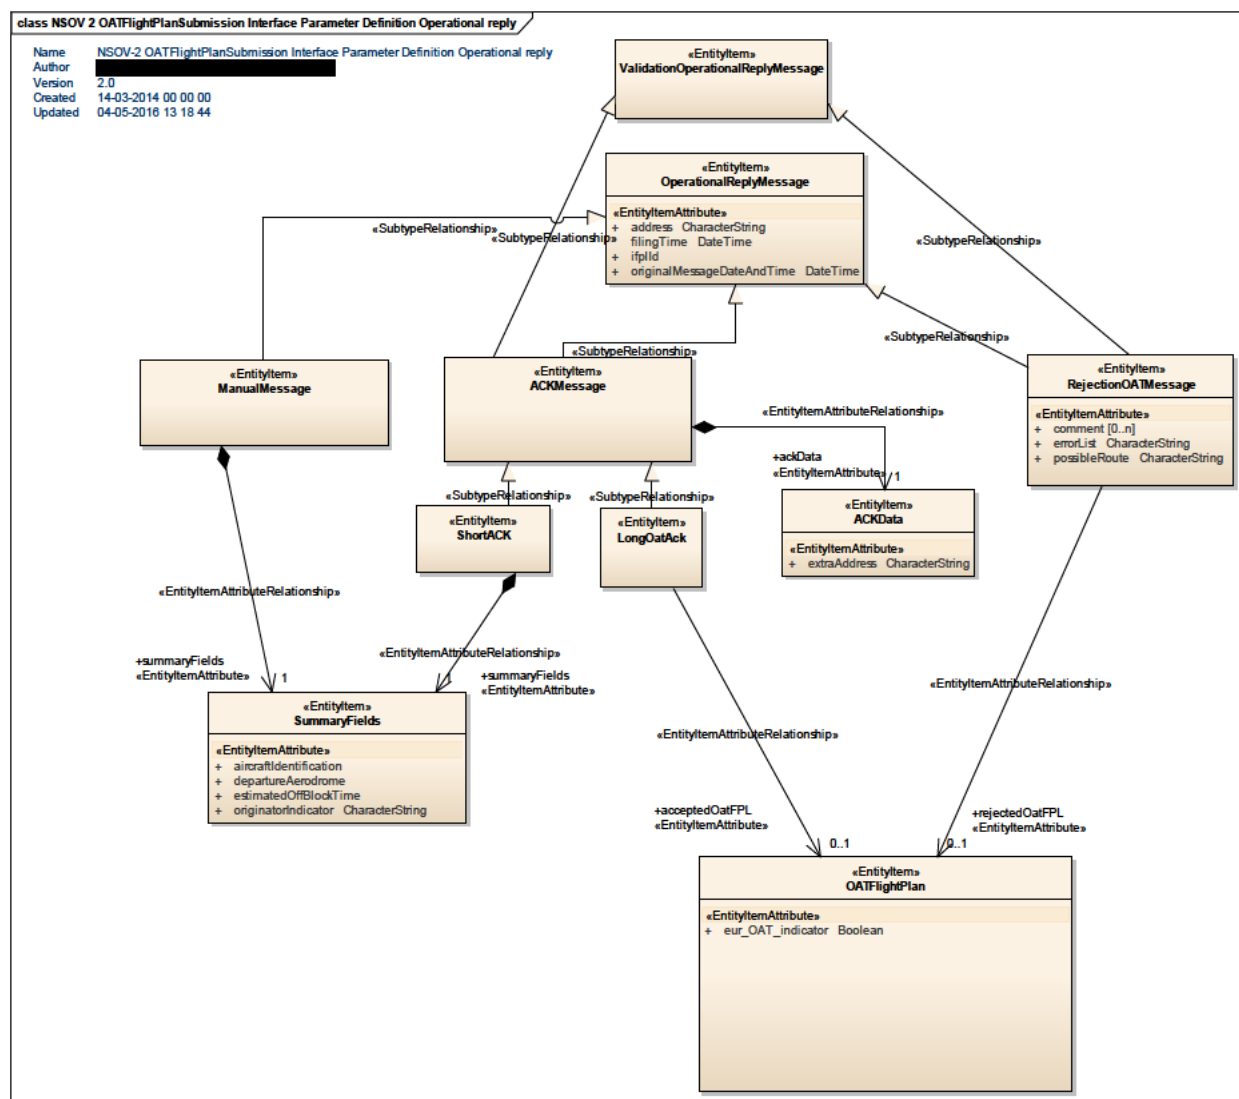 class NSOV 2 OATFlightPlanSubmission Interface Parameter Definition Operational reply
Name NSOV-2 OATFlightPlanSubmission Interface Parameter Definition Operational reply
Author
Version 2.0
Created 14-03-2014 00 00 00
Updated 04-05-2016 13 18 44
«EntityItem»
ValidationOperationalReplyMessage
«EntityItem»
OperationalReplyMessage
«EntityItemAttribute»
+ address CharacterString
+ filingTime DateTime
+ ifplId
+ originalMessageDateAndTime DateTime
«SubtypeRelationship»
«SubtypeRelationship»
«SubtypeRelationship»
«SubtypeRelationship»
«SubtypeRelationship»
«EntityItem»
ManualMessage
«EntityItem»
ACKMessage
«EntityItem»
RejectionOATMessage
«EntityItemAttribute»
+ comment [0..n]
+ errorList CharacterString
+ possibleRoute CharacterString
«EntityItemAttributeRelationship»
+ackData
«EntityItemAttribute»
1
«SubtypeRelationship»
«SubtypeRelationship»
«EntityItem»
ShortACK
«EntityItem»
LongOatAck
«EntityItem»
ACKData
«EntityItemAttribute»
+ extraAddress CharacterString
«EntityItemAttributeRelationship»
«EntityItemAttributeRelationship»
+summaryFields
«EntityItemAttribute»
1
+summaryFields
«EntityItemAttribute»
1
«EntityItem»
SummaryFields
«EntityItemAttribute»
+ aircraftIdentification
+ departureAerodrome
+ estimatedOffBlockTime
+ originatorIndicator CharacterString
«EntityItemAttributeRelationship»
«EntityItemAttributeRelationship»
+acceptedOatFPL
«EntityItemAttribute»
0..1
+rejectedOatFPL
«EntityItemAttribute»
0..1
«EntityItem»
OATFlightPlan
«EntityItemAttribute»
+ eur_OAT_indicator Boolean